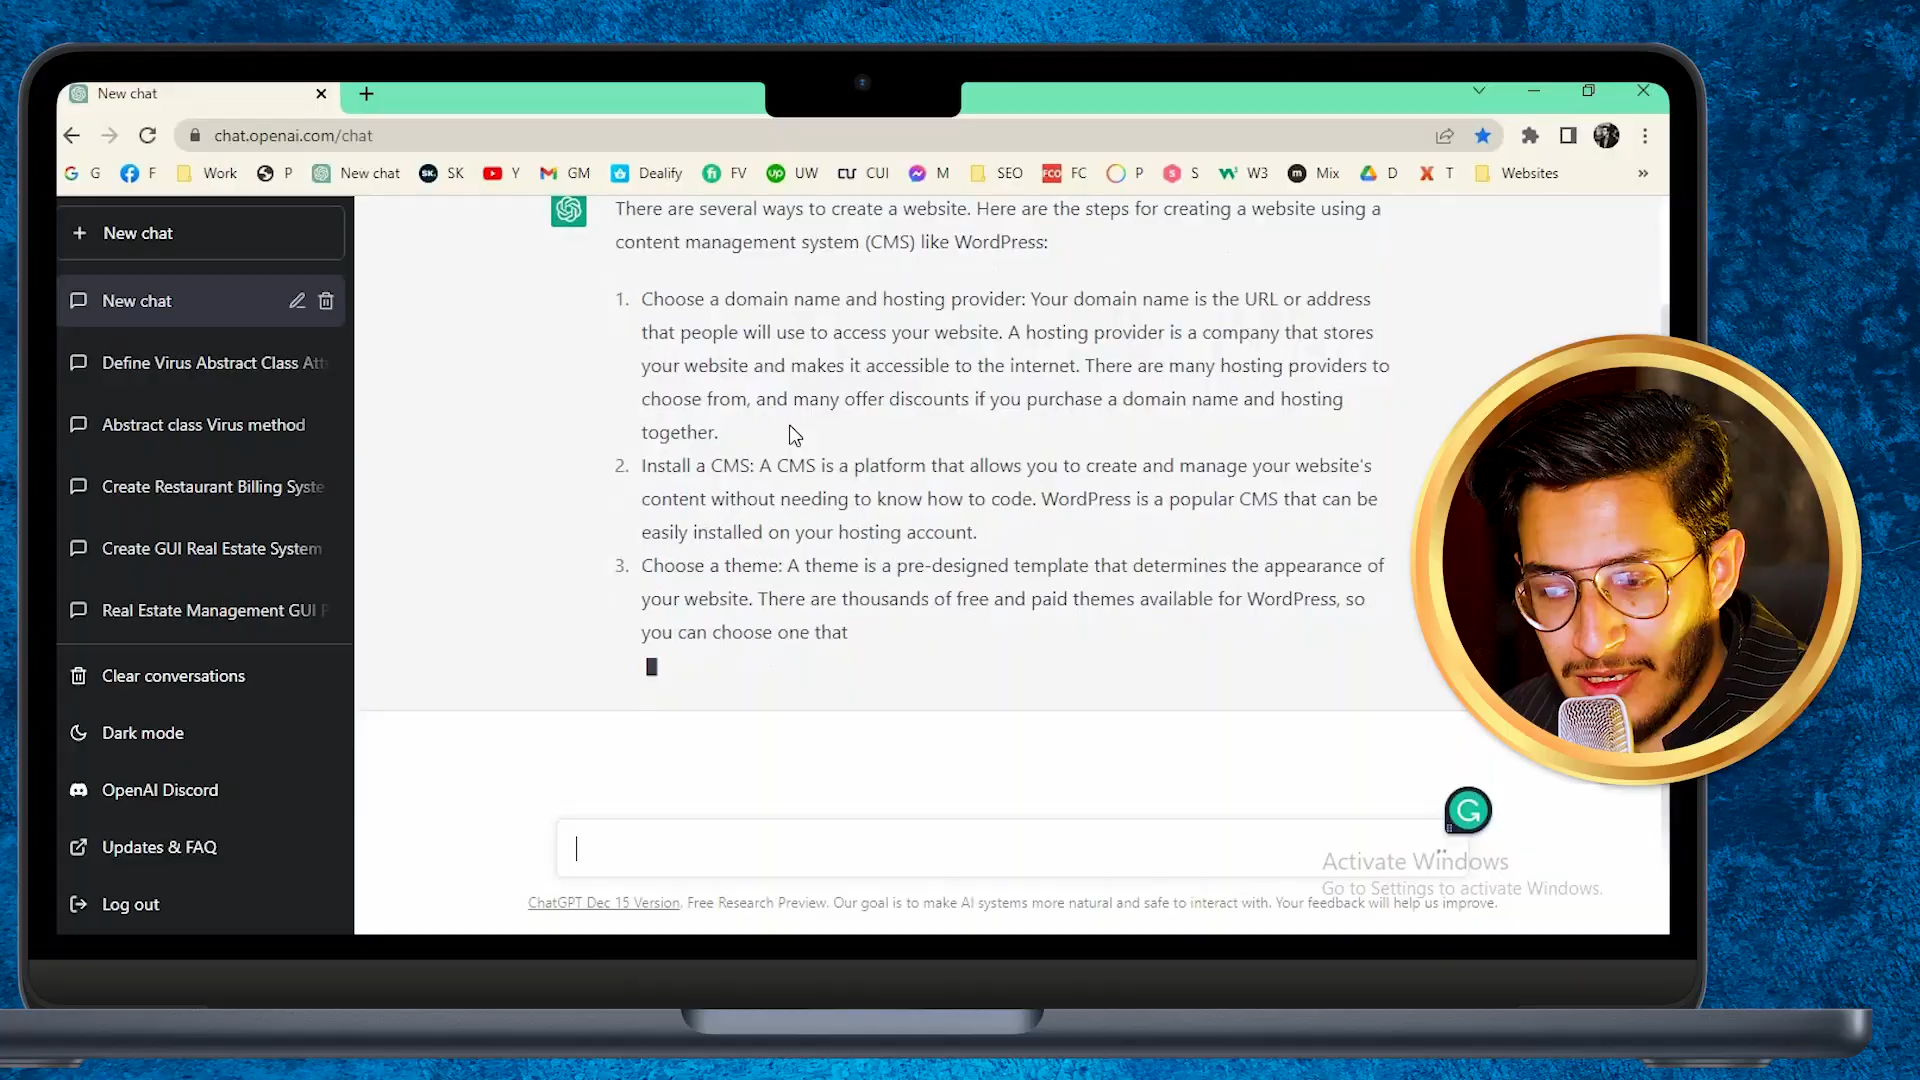 New chat
chat.openai.com/chat
G F Work P New chat SK Y GM Dealify FV UW CUI M SEO FC P S W3 Mix D T Websites »
New chat
New chat
Define Virus Abstract Class Att
Abstract class Virus method
Create Restaurant Billing Syste
Create GUI Real Estate System
Real Estate Management GUI
Clear conversations
Dark mode
OpenAI Discord
Updates & FAQ
Log out
There are several ways to create a website. Here are the steps for creating a website using a
content management system (CMS) like WordPress:
1. Choose a domain name and hosting provider: Your domain name is the URL or address
that people will use to access your website. A hosting provider is a company that stores
your website and makes it accessible to the internet. There are many hosting providers to
choose from, and many offer discounts if you purchase a domain name and hosting
together.
2. Install a CMS: A CMS is a platform that allows you to create and manage your website's
content without needing to know how to code. WordPress is a popular CMS that can be
easily installed on your hosting account.
3. Choose a theme: A theme is a pre-designed template that determines the appearance of
your website. There are thousands of free and paid themes available for WordPress, so
you can choose one that
Activate Windows
Go to Settings to activate Windows.
ChatGPT Dec 15 Version. Free Research Preview. Our goal is to make AI systems more natural and safe to interact with. Your feedback will help us improve.